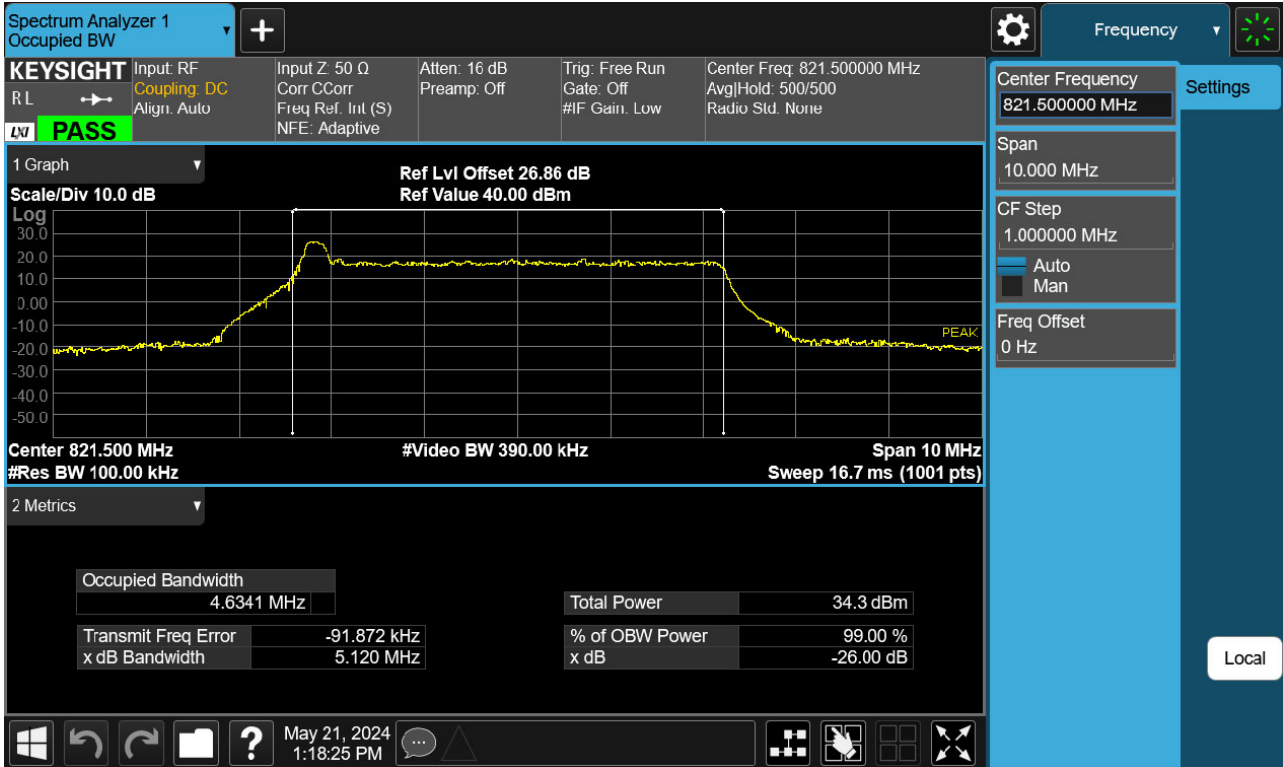 Spectrum Analyzer 1
Occupied BW
+
Frequency
KEYSIGHT
R L
LXI
PASS
Input: RF
Coupling: DC
Align: Auto
Input Z: 50 Ω
Corr CCorr
Freq Ref: Int (S)
NFE: Adaptive
Atten: 16 dB
Preamp: Off
Trig: Free Run
Gate: Off
#IF Gain: Low
Center Freq: 821.500000 MHz
Avg|Hold: 500/500
Radio Std: None
1 Graph
Scale/Div 10.0 dB
Ref Lvl Offset 26.86 dB
Ref Value 40.00 dBm
Log
30.0
20.0
10.0
0.00
-10.0
-20.0
-30.0
-40.0
-50.0
PEAK
Center 821.500 MHz
#Video BW 390.00 kHz
Span 10 MHz
#Res BW 100.00 kHz
Sweep 16.7 ms (1001 pts)
2 Metrics
Occupied Bandwidth
4.6341 MHz
Total Power 34.3 dBm
Transmit Freq Error -91.872 kHz
% of OBW Power 99.00 %
x dB Bandwidth 5.120 MHz
x dB -26.00 dB
Center Frequency
821.500000 MHz
Settings
Span
10.000 MHz
CF Step
1.000000 MHz
Auto
Man
Freq Offset
0 Hz
Local
?
May 21, 2024
1:18:25 PM